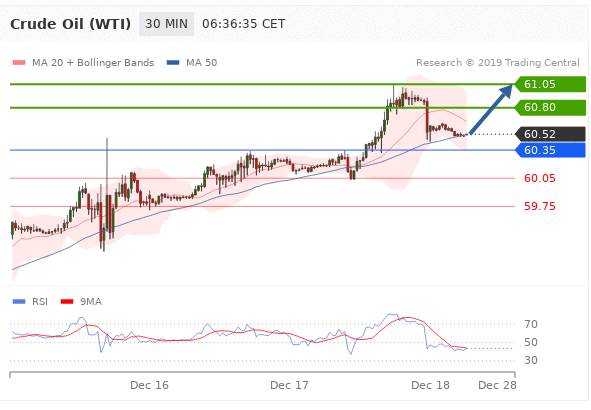 Crude Oil (WTI) 30 MIN 06:36:35 CET
MA 20 + Bollinger Bands MA 50 Research © 2019 Trading Central
61.05
60.80
60.52
60.35
60.05
59.75
RSI 9MA
70
50
30
Dec 16 Dec 17 Dec 18 Dec 28